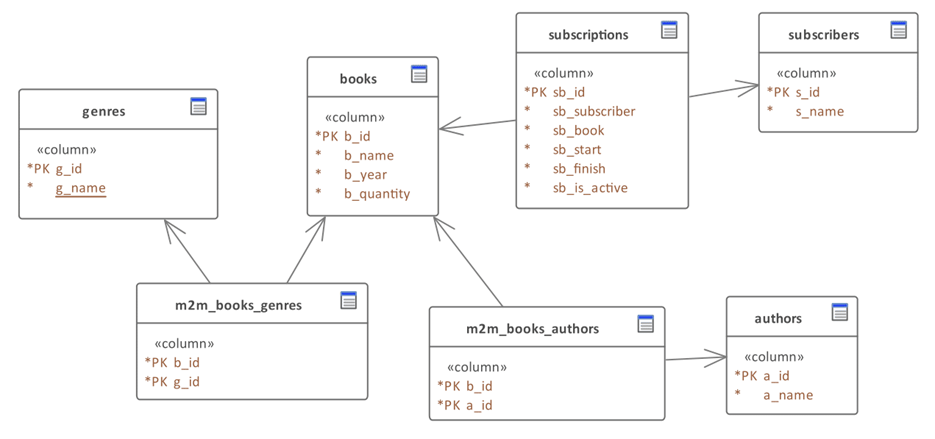 genres
«column»
*PK g_id
* g_name
books
«column»
*PK b_id
* b_name
* b_year
* b_quantity
subscriptions
«column»
*PK sb_id
* sb_subscriber
* sb_book
* sb_start
* sb_finish
* sb_is_active
subscribers
«column»
*PK s_id
* s_name
m2m_books_genres
«column»
*PK b_id
*PK g_id
m2m_books_authors
«column»
*PK b_id
*PK a_id
authors
«column»
*PK a_id
* a_name